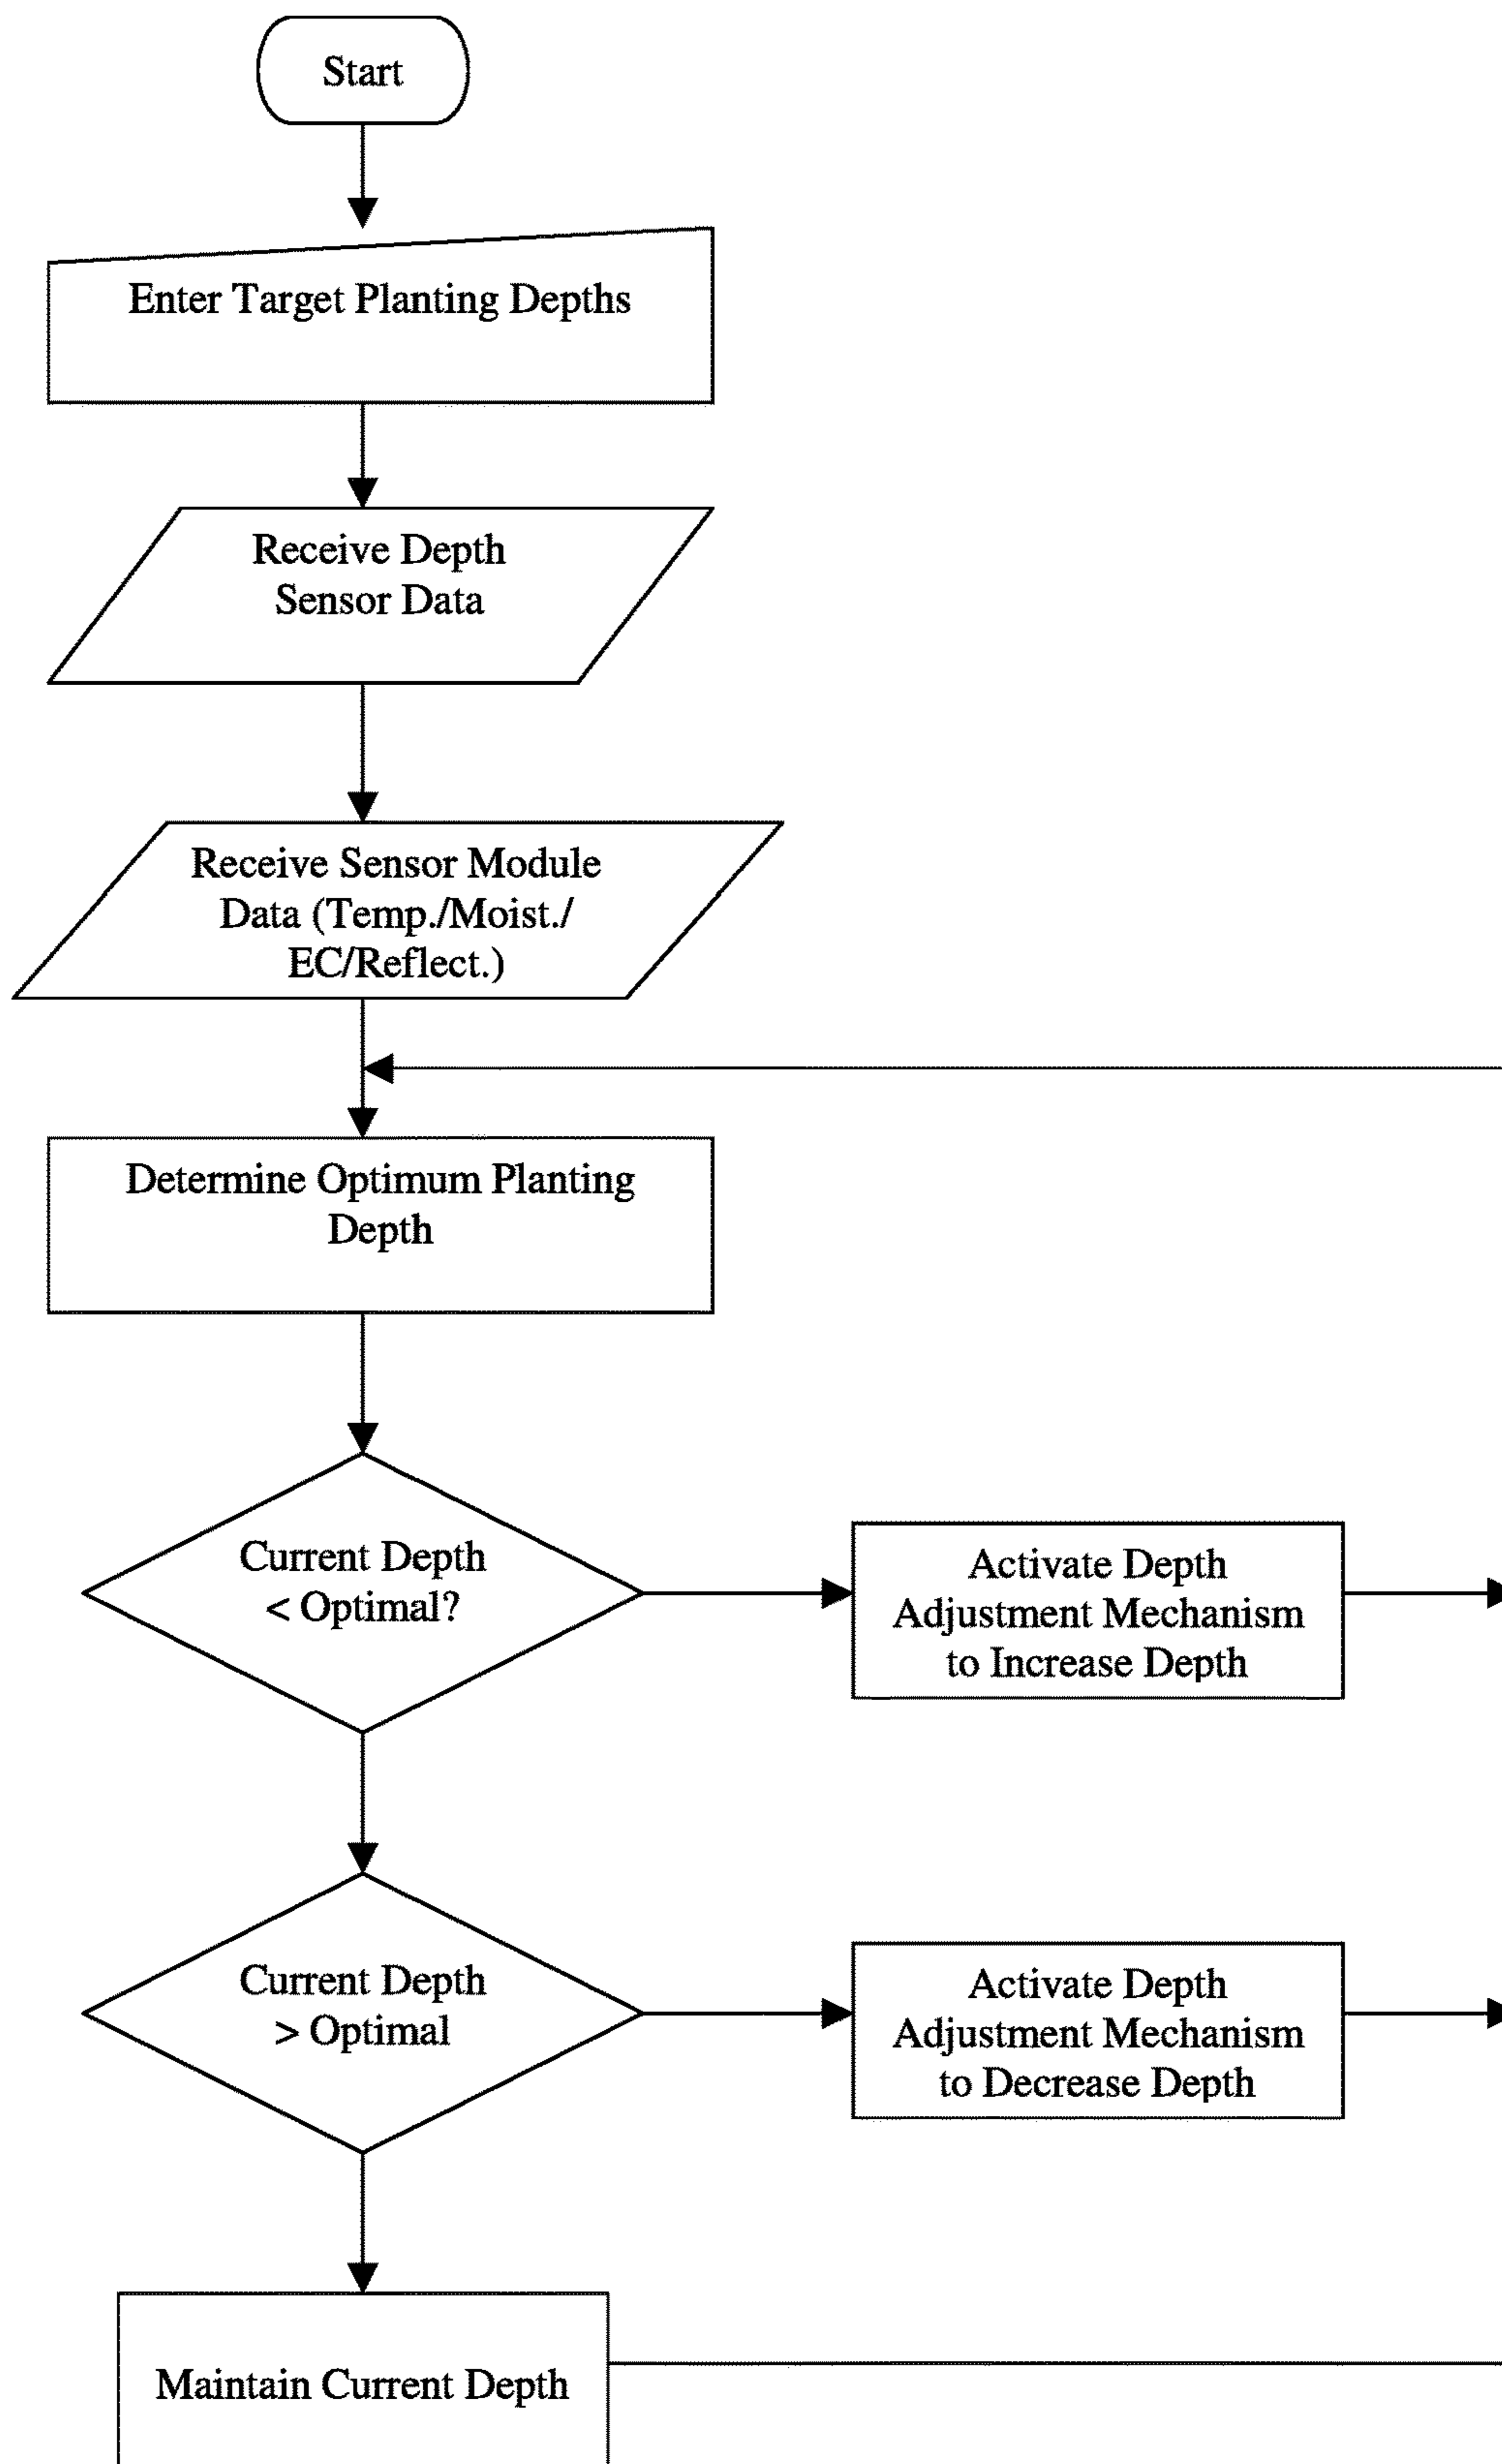 Start
Enter Target Planting Depths
Receive Depth
Sensor Data
Receive Sensor Module
Data (Temp./Moist./
EC/Reflect.)
Determine Optimum Planting
Depth
Current Depth
< Optimal?
Activate Depth
Adjustment Mechanism
to Increase Depth
Current Depth
> Optimal
Activate Depth
Adjustment Mechanism
to Decrease Depth
Maintain Current Depth